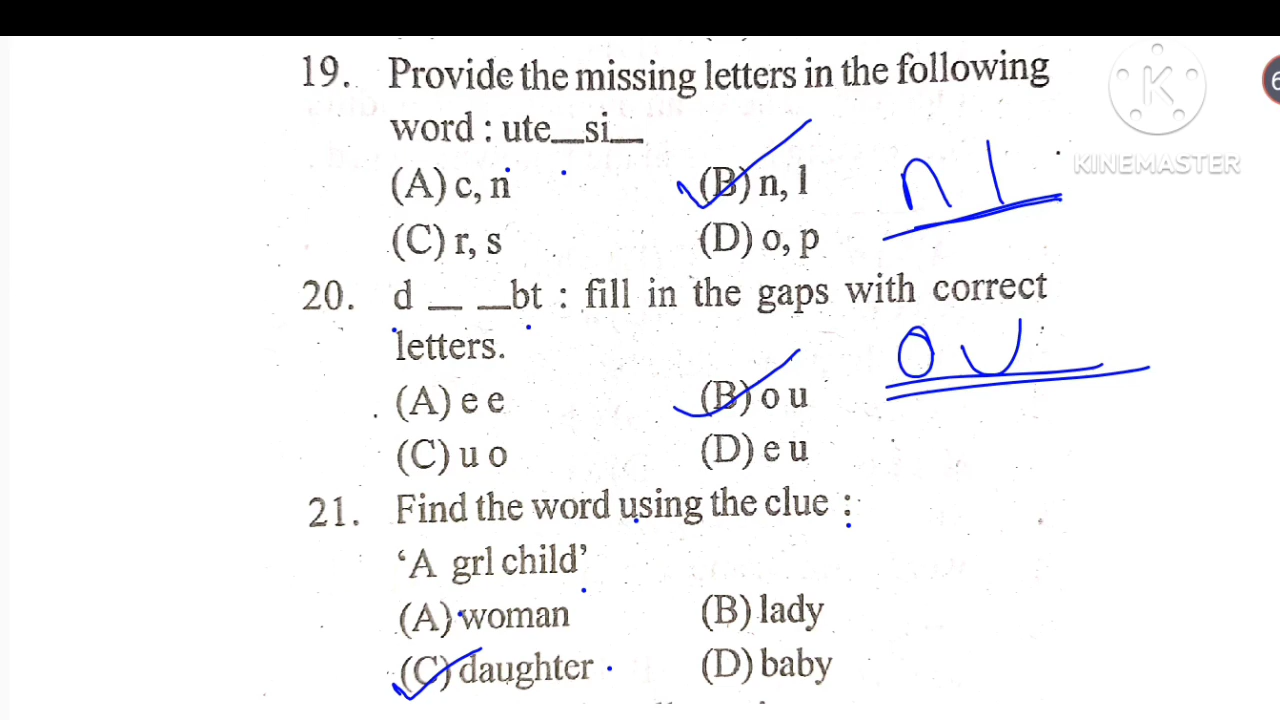 19. Provide the missing letters in the following
word : ute__si__
(A) c, n (B) n, l
(C) r, s (D) o, p
n l
K
KINEMASTER
6
20. d __ __bt : fill in the gaps with correct
letters.
(A) e e (B) o u
(C) u o (D) e u
o u
21. Find the word using the clue :
‘A grl child’
(A) woman (B) lady
(C) daughter (D) baby